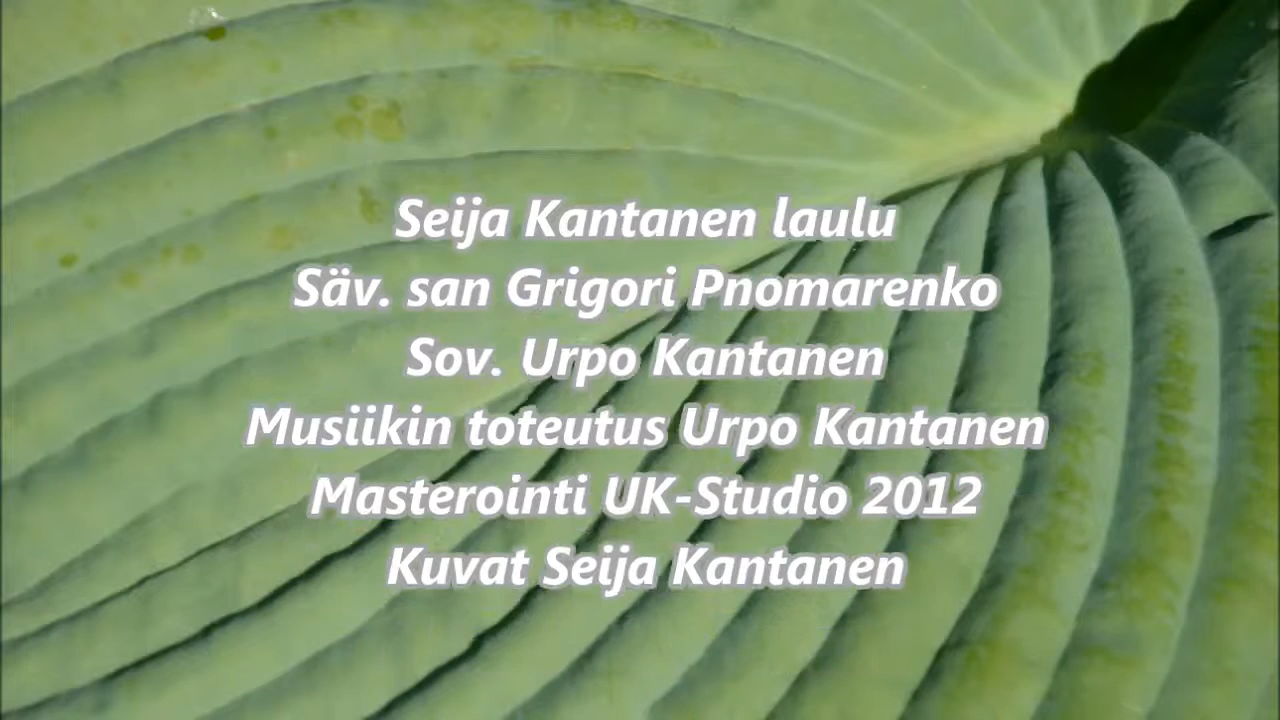 Seija Kantanen laulu
Säv. san Grigori Pnomarenko
Sov. Urpo Kantanen
Musiikin toteutus Urpo Kantanen
Masterointi UK-Studio 2012
Kuvat Seija Kantanen